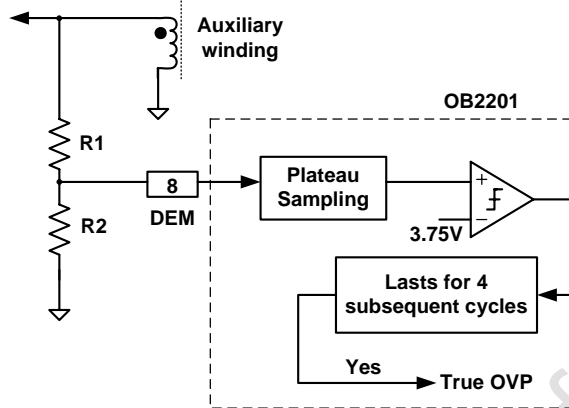 Auxiliary
winding
OB2201
R1
8
DEM
R2
Plateau
Sampling
+
−
3.75V
Lasts for 4
subsequent cycles
Yes
True OVP